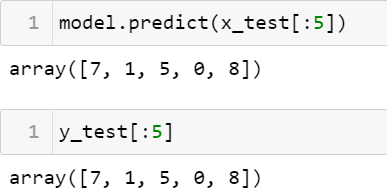 1 model.predict(x_test[:5])
array([7, 1, 5, 0, 8])
1 y_test[:5]
array([7, 1, 5, 0, 8])